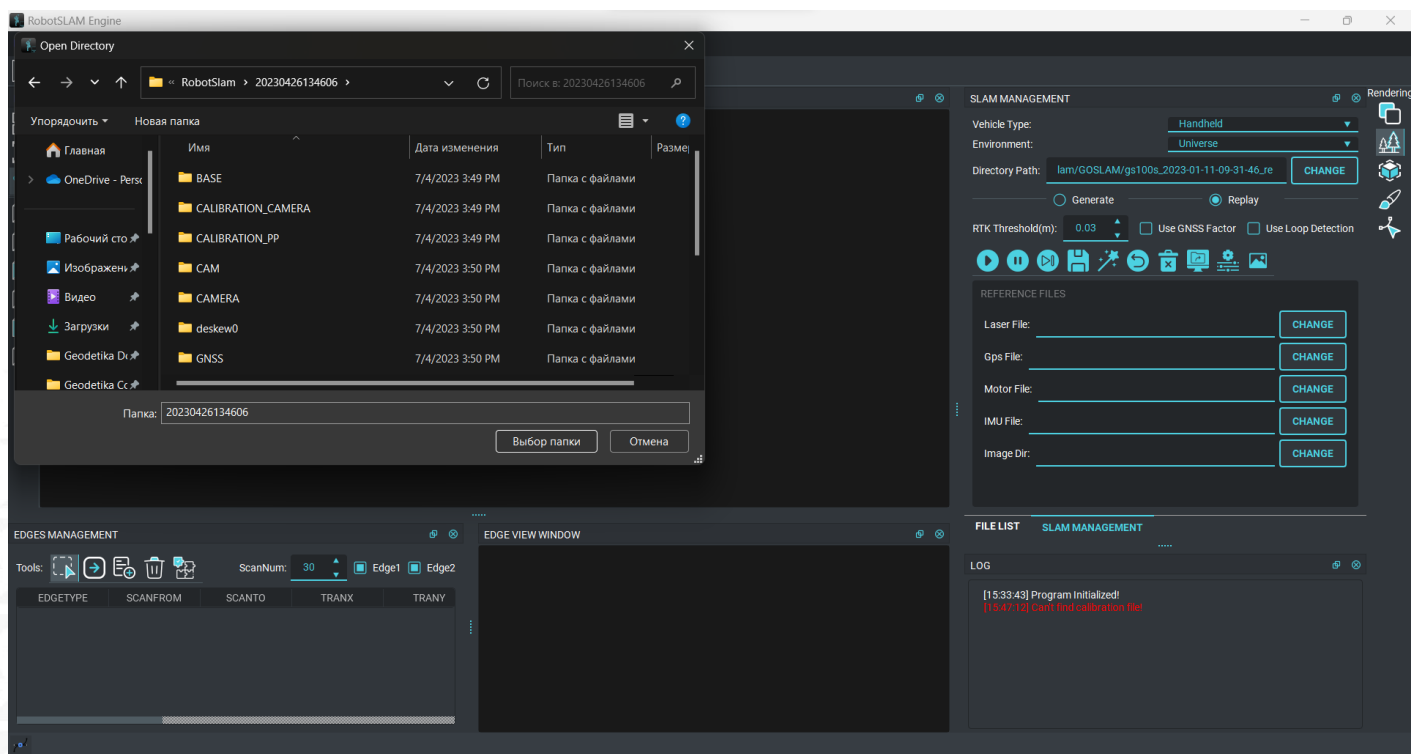 RobotSLAM Engine
Open Directory
« RobotSlam › 20230426134606 ›
Поиск в: 20230426134606
Упорядочить
Новая папка
Главная
OneDrive - Persc
Рабочий сто
Изображени
Видео
Загрузки
Geodetika Dc
Geodetika Cc
Имя Дата изменения Тип Размер
BASE 7/4/2023 3:49 PM Папка с файлами
CALIBRATION_CAMERA 7/4/2023 3:49 PM Папка с файлами
CALIBRATION_PP 7/4/2023 3:49 PM Папка с файлами
CAM 7/4/2023 3:50 PM Папка с файлами
CAMERA 7/4/2023 3:50 PM Папка с файлами
deskew0 7/4/2023 3:50 PM Папка с файлами
GNSS 7/4/2023 3:50 PM Папка с файлами
Папка: 20230426134606
Выбор папки Отмена
SLAM MANAGEMENT
Rendering
Vehicle Type: Handheld
Environment: Universe
Directory Path: lam/GOSLAM/gs100s_2023-01-11-09-31-46_re CHANGE
Generate Replay
RTK Threshold(m): 0.03 Use GNSS Factor Use Loop Detection
REFERENCE FILES
Laser File: CHANGE
Gps File: CHANGE
Motor File: CHANGE
IMU File: CHANGE
Image Dir: CHANGE
FILE LIST SLAM MANAGEMENT
EDGES MANAGEMENT
Tools: ScanNum: 30 Edge1 Edge2
EDGETYPE SCANFROM SCANTO TRANX TRANY
EDGE VIEW WINDOW
LOG
[15:33:43] Program Initialized!
[15:47:12] Can't find calibration file!